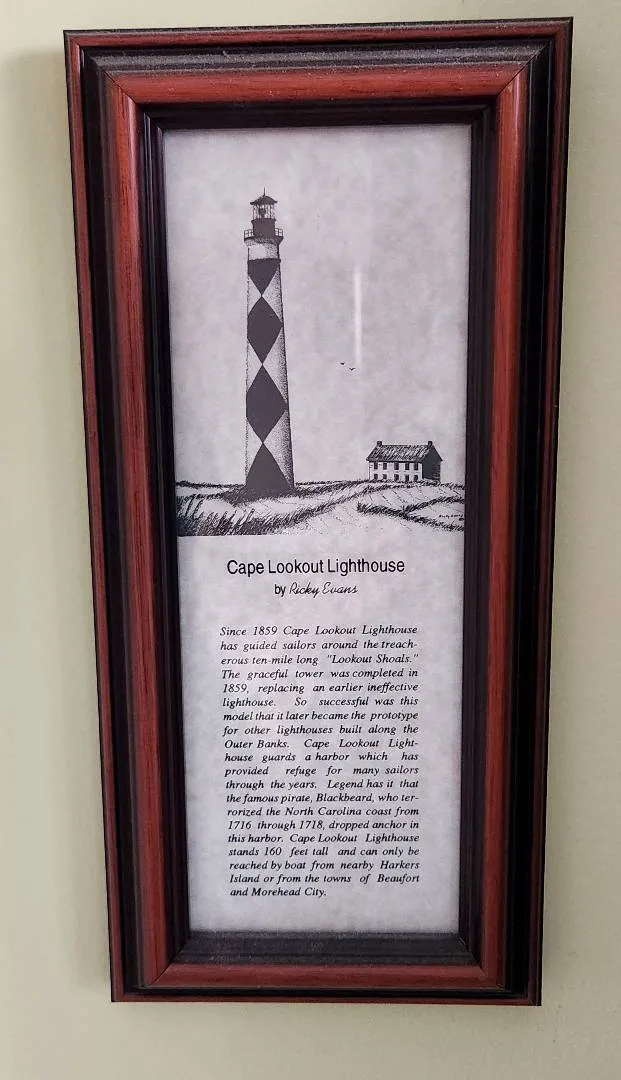 Cape Lookout Lighthouse
by Ricky Evans
Since 1859 Cape Lookout Lighthouse
has guided sailors around the treach-
erous ten-mile long "Lookout Shoals."
The graceful tower was completed in
1859, replacing an earlier ineffective
lighthouse. So successful was this
model that it later became the prototype
for other lighthouses built along the
Outer Banks. Cape Lookout Light-
house guards a harbor which has
provided refuge for many sailors
through the years. Legend has it that
the famous pirate, Blackbeard, who ter-
rorized the North Carolina coast from
1716 through 1718, dropped anchor in
this harbor. Cape Lookout Lighthouse
stands 160 feet tall and can only be
reached by boat from nearby Harkers
Island or from the towns of Beaufort
and Morehead City.